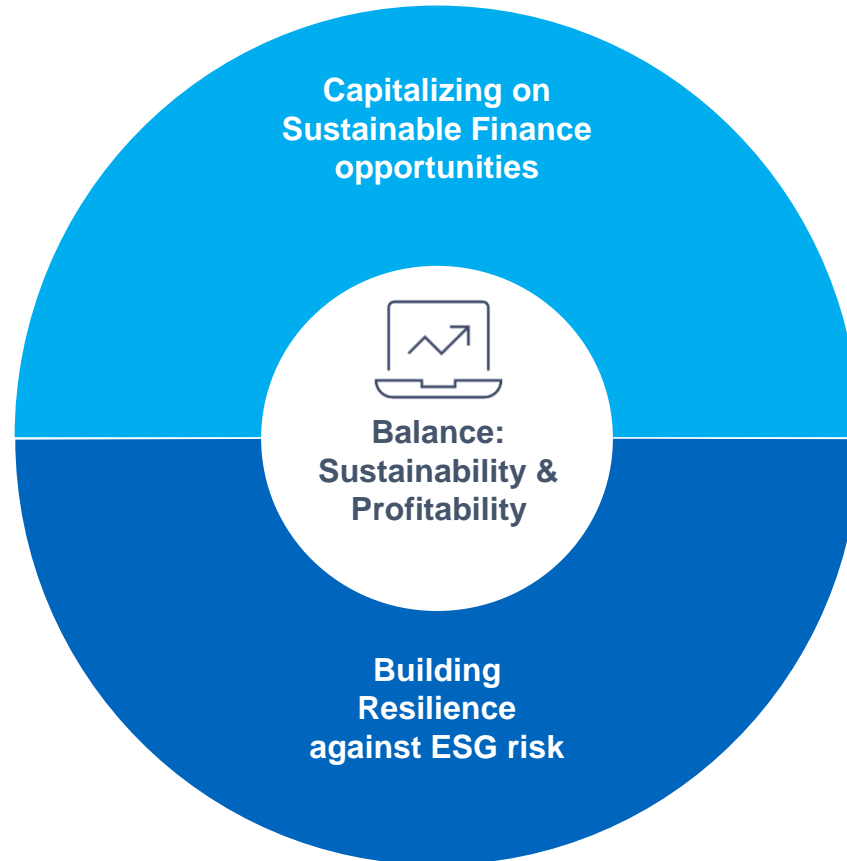 Capitalizing on
Sustainable Finance
opportunities
Balance:
Sustainability &
Profitability
Building
Resilience
against ESG risk